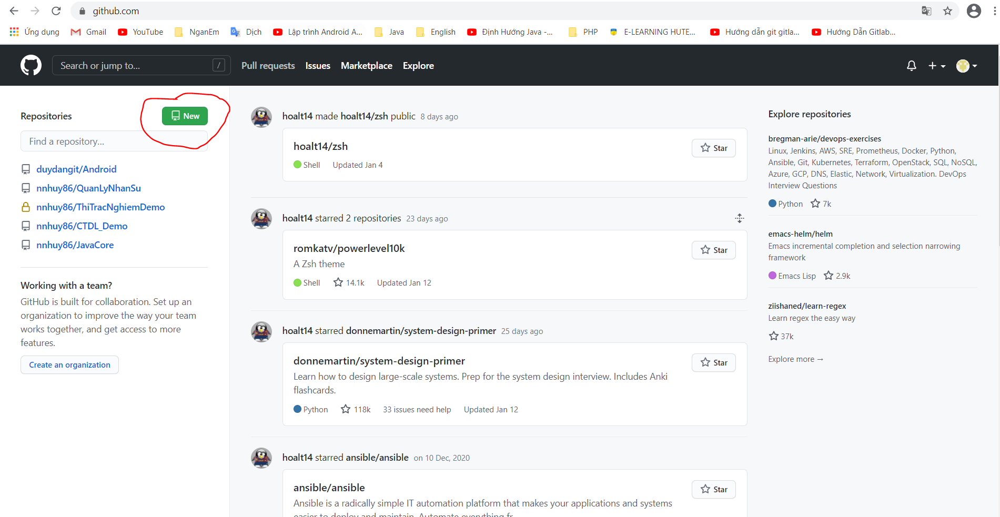 github.com
Ứng dụng
Gmail
YouTube
NganEm
Dịch
Lập trình Android A...
Java
English
Định Hướng Java -...
PHP
E-LEARNING HUTE...
Hướng dẫn git gitla...
Hướng Dẫn Gitlab...
Search or jump to...
/
Pull requests
Issues
Marketplace
Explore
Repositories
New
Find a repository...
duydangit/Android
nnhuy86/QuanLyNhanSu
nnhuy86/ThiTracNghiemDemo
nnhuy86/CTDL_Demo
nnhuy86/JavaCore
Working with a team?
GitHub is built for collaboration. Set up an
organization to improve the way your team
works together, and get access to more
features.
Create an organization
hoalt14 made hoalt14/zsh public 8 days ago
hoalt14/zsh
Star
Shell Updated Jan 4
hoalt14 starred 2 repositories 23 days ago
romkatv/powerlevel10k
Star
A Zsh theme
Shell 14.1k Updated Jan 12
hoalt14 starred donnemartin/system-design-primer 25 days ago
donnemartin/system-design-primer
Star
Learn how to design large-scale systems. Prep for the system design interview. Includes Anki
flashcards.
Python 118k 33 issues need help Updated Jan 12
hoalt14 starred ansible/ansible on 10 Dec, 2020
ansible/ansible
Star
Ansible is a radically simple IT automation platform that makes your applications and systems
easier to deploy and maintain. Automate everything fr
Explore repositories
bregman-arie/devops-exercises
Linux, Jenkins, AWS, SRE, Prometheus, Docker, Python,
Ansible, Git, Kubernetes, Terraform, OpenStack, SQL, NoSQL,
Azure, GCP, DNS, Elastic, Network, Virtualization. DevOps
Interview Questions
Python 7k
emacs-helm/helm
Emacs incremental completion and selection narrowing
framework
Emacs Lisp 2.9k
ziishaned/learn-regex
Learn regex the easy way
37k
Explore more →